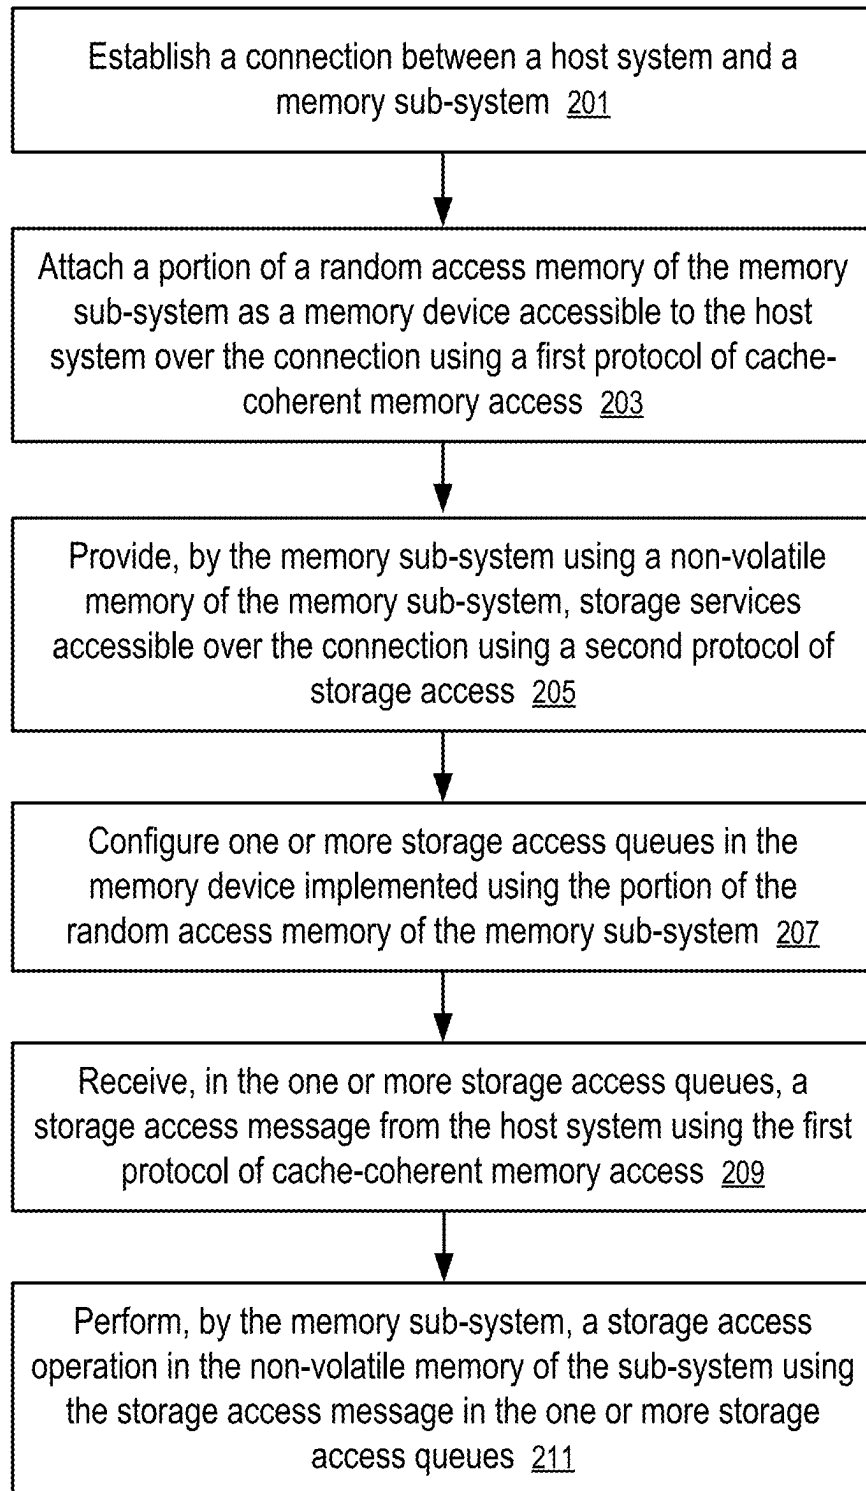 Establish a connection between a host system and a
memory sub-system 201
Attach a portion of a random access memory of the memory
sub-system as a memory device accessible to the host
system over the connection using a first protocol of cache-
coherent memory access 203
Provide, by the memory sub-system using a non-volatile
memory of the memory sub-system, storage services
accessible over the connection using a second protocol of
storage access 205
Configure one or more storage access queues in the
memory device implemented using the portion of the
random access memory of the memory sub-system 207
Receive, in the one or more storage access queues, a
storage access message from the host system using the first
protocol of cache-coherent memory access 209
Perform, by the memory sub-system, a storage access
operation in the non-volatile memory of the sub-system using
the storage access message in the one or more storage
access queues 211